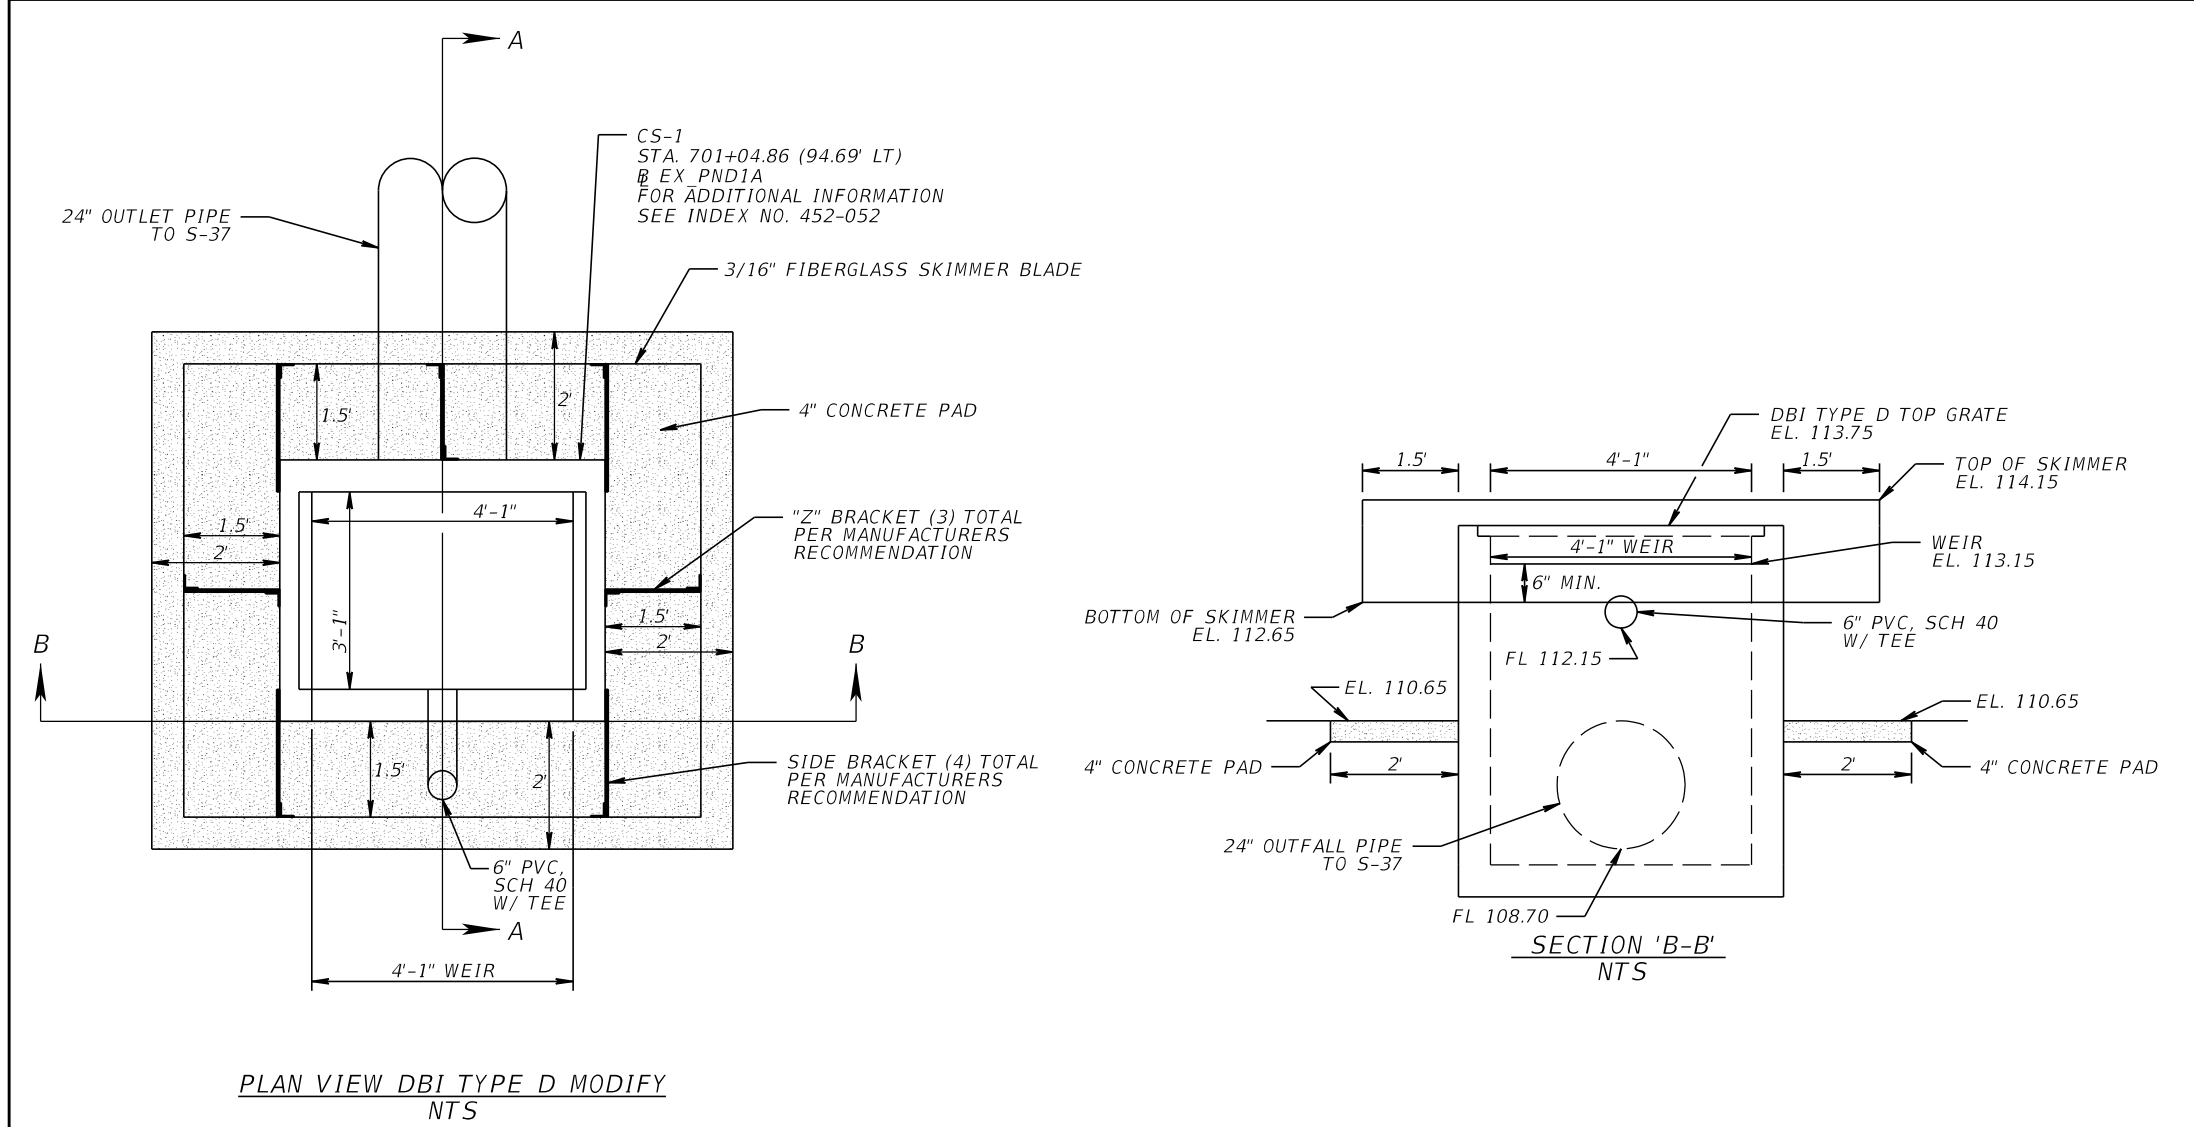 A
CS-1
STA. 701+04.86 (94.69' LT)
BL EX_PND1A
FOR ADDITIONAL INFORMATION
SEE INDEX NO. 452-052
24" OUTLET PIPE
TO S-37
3/16" FIBERGLASS SKIMMER BLADE
1.5'
2'
4" CONCRETE PAD
4'-1"
1.5'
2'
"Z" BRACKET (3) TOTAL
PER MANUFACTURERS
RECOMMENDATION
3'-1"
1.5'
2'
B
B
1.5'
2'
SIDE BRACKET (4) TOTAL
PER MANUFACTURERS
RECOMMENDATION
6" PVC,
SCH 40
W/ TEE
A
4'-1" WEIR
PLAN VIEW DBI TYPE D MODIFY
NTS
DBI TYPE D TOP GRATE
EL. 113.75
1.5'
4'-1"
1.5'
TOP OF SKIMMER
EL. 114.15
4'-1" WEIR
WEIR
EL. 113.15
6" MIN.
BOTTOM OF SKIMMER
EL. 112.65
6" PVC, SCH 40
W/ TEE
FL 112.15
EL. 110.65
EL. 110.65
4" CONCRETE PAD
2'
2'
4" CONCRETE PAD
24" OUTFALL PIPE
TO S-37
FL 108.70
SECTION 'B-B'
NTS